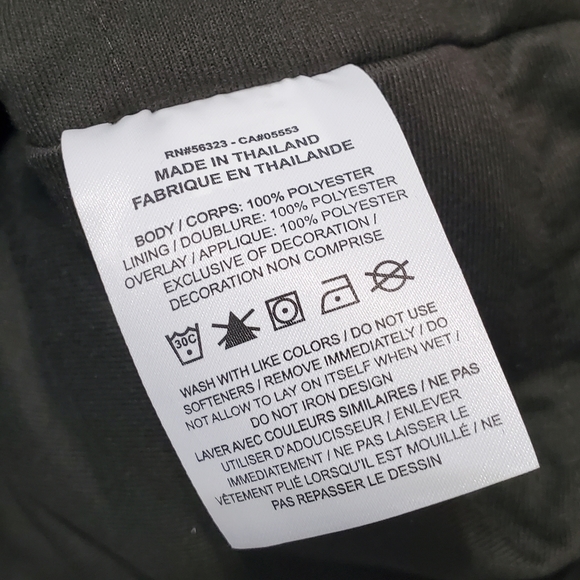 RN#56323 - CA#05553
MADE IN THAILAND
FABRIQUE EN THAILANDE
BODY / CORPS: 100% POLYESTER
LINING / DOUBLURE: 100% POLYESTER
OVERLAY / APPLIQUE: 100% POLYESTER
EXCLUSIVE OF DECORATION /
DECORATION NON COMPRISE
30C
WASH WITH LIKE COLORS / DO NOT USE
SOFTENERS / REMOVE IMMEDIATELY / DO
NOT ALLOW TO LAY ON ITSELF WHEN WET /
DO NOT IRON DESIGN
LAVER AVEC COULEURS SIMILAIRES / NE PAS
UTILISER D'ADOUCISSEUR / ENLEVER
IMMEDIATEMENT / NE PAS LAISSER LE
VÊTEMENT PLIÉ LORSQU'IL EST MOUILLÉ / NE
PAS REPASSER LE DESSIN